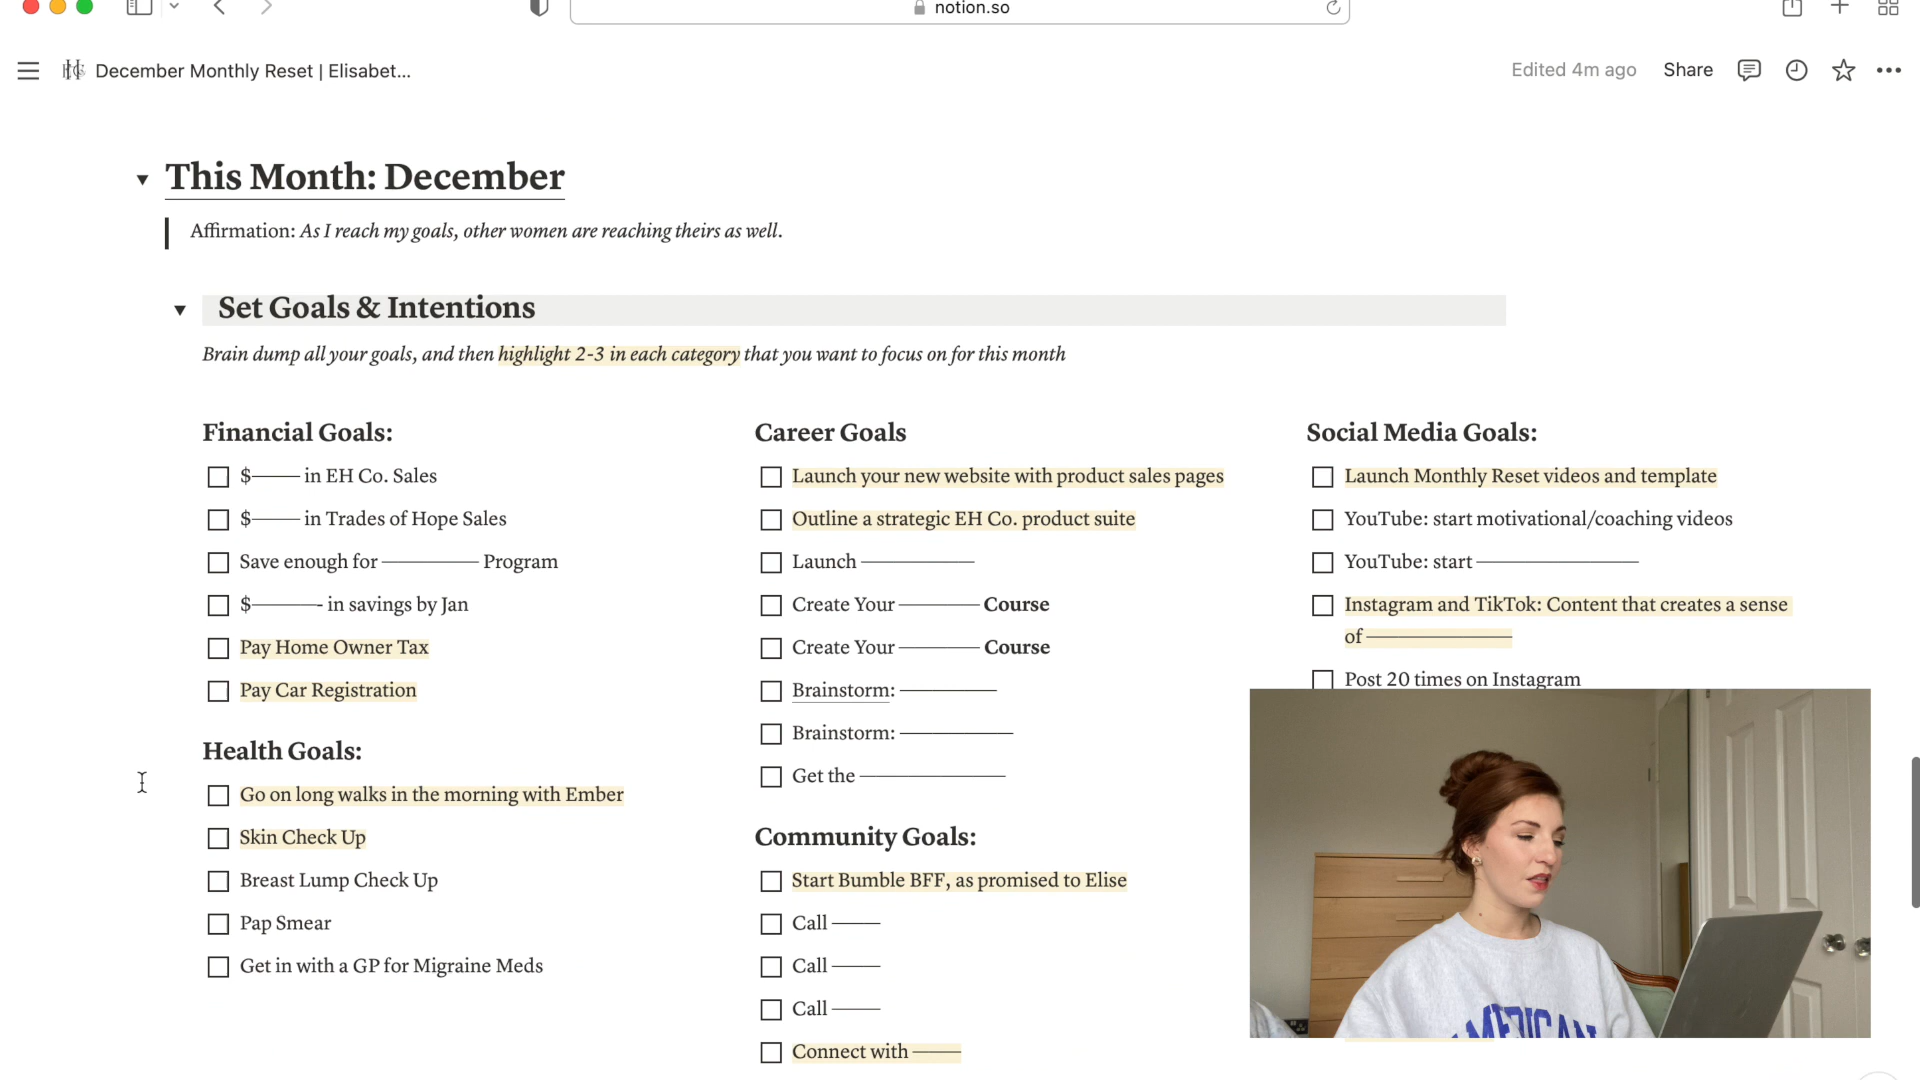 notion.so
December Monthly Reset | Elisabet...
Edited 4m ago
Share
This Month: December
Affirmation: As I reach my goals, other women are reaching theirs as well.
Set Goals & Intentions
Brain dump all your goals, and then highlight 2-3 in each category that you want to focus on for this month
Financial Goals:
$——— in EH Co. Sales
$——— in Trades of Hope Sales
Save enough for —————— Program
$————- in savings by Jan
Pay Home Owner Tax
Pay Car Registration
Health Goals:
Go on long walks in the morning with Ember
Skin Check Up
Breast Lump Check Up
Pap Smear
Get in with a GP for Migraine Meds
Career Goals
Launch your new website with product sales pages
Outline a strategic EH Co. product suite
Launch ———————
Create Your ————— Course
Create Your ————— Course
Brainstorm: ——————
Brainstorm: ———————
Get the —————————
Community Goals:
Start Bumble BFF, as promised to Elise
Call ———
Call ———
Call ———
Connect with ———
Social Media Goals:
Launch Monthly Reset videos and template
YouTube: start motivational/coaching videos
YouTube: start ——————————
Instagram and TikTok: Content that creates a sense
of —————————
Post 20 times on Instagram
AMERICAN